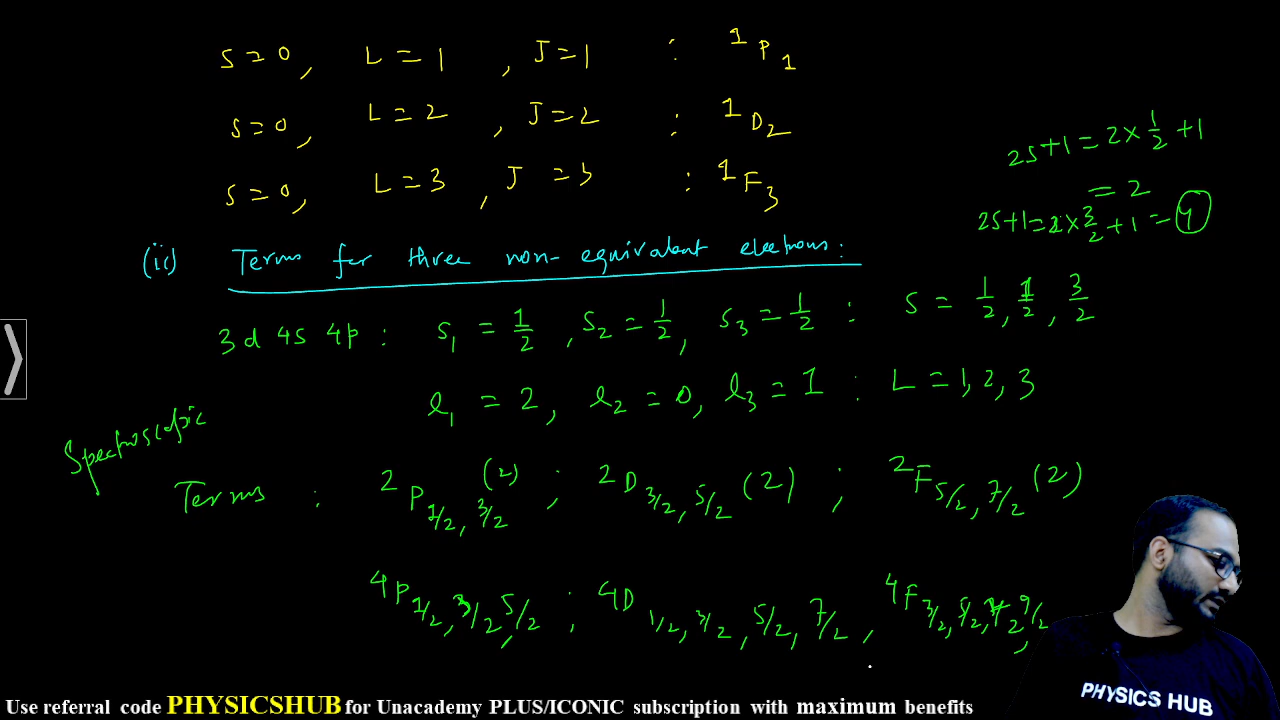 S=0, L=1, J=1 : ¹P₁
S=0, L=2, J=2 : ¹D₂
S=0, L=3, J=3 : ¹F₃
2S+1=2×1/2+1
=2
2S+1=2×3/2+1=4
(ii) Terms for three non-equivalent electrons:
3d 4s 4p : S₁ = 1/2, S₂ = 1/2, S₃ = 1/2 : S = 1/2, 1/2, 3/2
l₁ = 2, l₂ = 0, l₃ = 1 : L = 1, 2, 3
Spectroscopic
Terms : ²P1/2, 3/2 (2) ; ²D3/2, 5/2 (2) ; ²F5/2, 7/2 (2)
⁴P1/2, 3/2, 5/2 ; ⁴D1/2, 3/2, 5/2, 7/2, ⁴F3/2, 5/2, 7/2, 9/2
PHYSICS HUB
Use referral code PHYSICSHUB for Unacademy PLUS/ICONIC subscription with maximum benefits